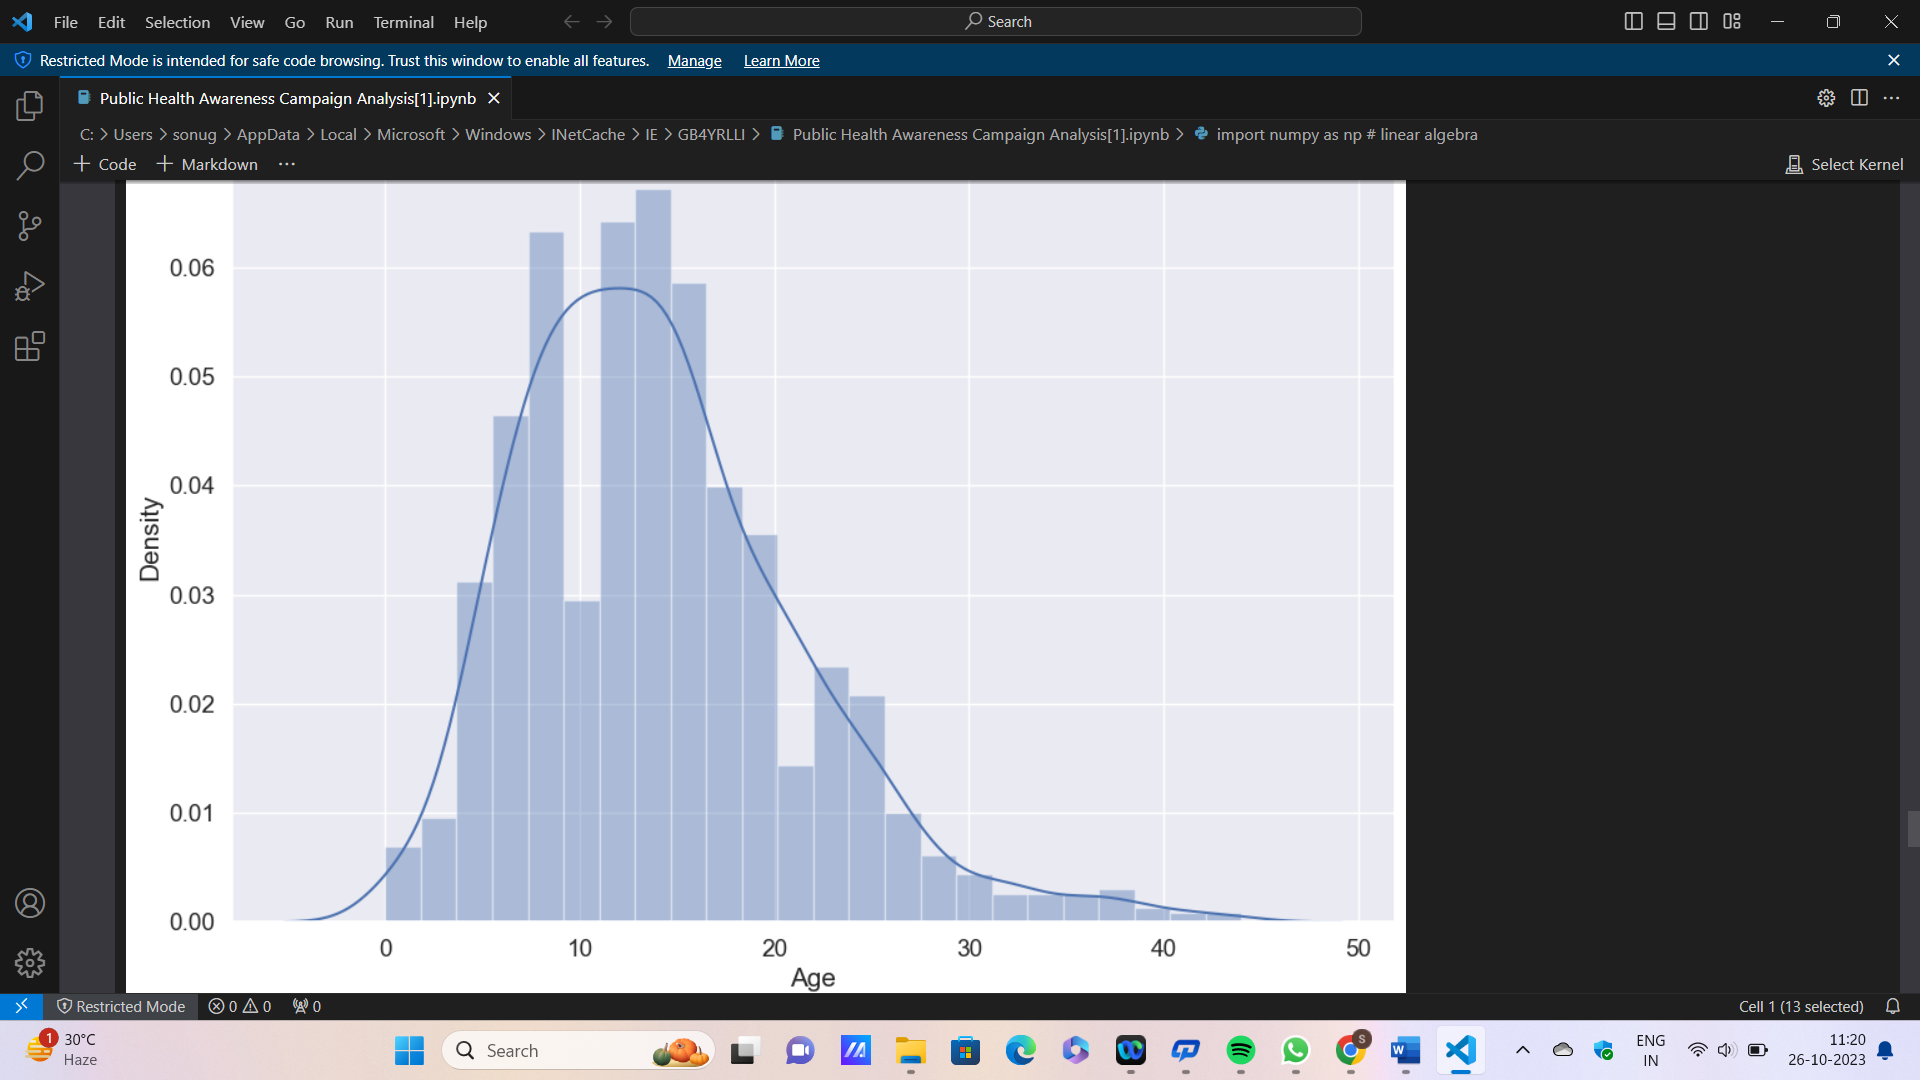 File Edit Selection View Go Run Terminal Help Search
Restricted Mode is intended for safe code browsing. Trust this window to enable all features. Manage Learn More
Public Health Awareness Campaign Analysis[1].ipynb
C: > Users > sonug > AppData > Local > Microsoft > Windows > INetCache > IE > GB4YRLLI > Public Health Awareness Campaign Analysis[1].ipynb > import numpy as np # linear algebra
+ Code + Markdown ... Select Kernel
0.06
0.05
0.04
0.03
0.02
0.01
0.00
Density
0 10 20 30 40 50
Age
Restricted Mode 0 0 0 Cell 1 (13 selected)
1 30°C
Haze
Search
S
W
ENG
IN
11:20
26-10-2023